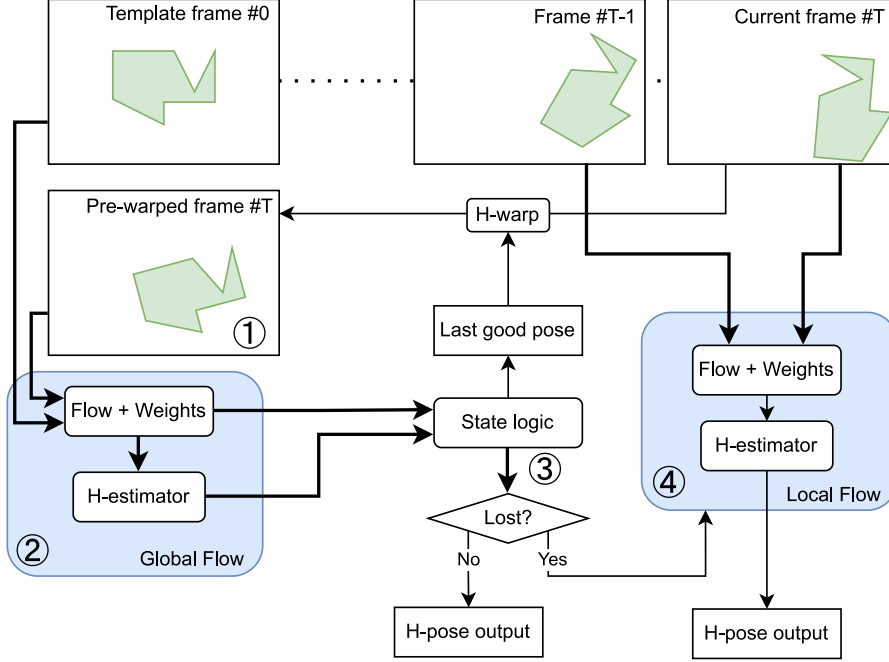 Template frame #0
Frame #T-1
Current frame #T
Pre-warped frame #T
H-warp
①
Last good pose
Flow + Weights
Flow + Weights
State logic
H-estimator
H-estimator
③
④
Lost?
Local Flow
②
Global Flow
No
Yes
H-pose output
H-pose output